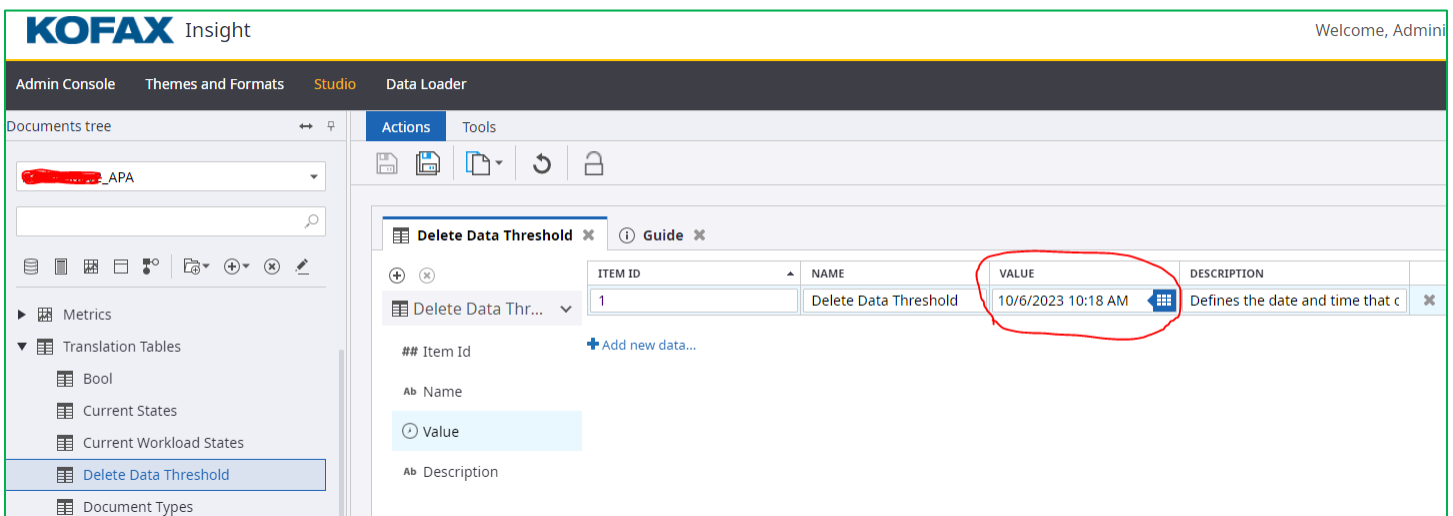 KOFAX Insight
Welcome, Admini
Admin Console Themes and Formats Studio Data Loader
Documents tree
Actions Tools
_APA
Delete Data Threshold Guide
ITEM ID NAME VALUE DESCRIPTION
Delete Data Thr...
1 Delete Data Threshold 10/6/2023 10:18 AM Defines the date and time that
Add new data...
## Item Id
Ab Name
Value
Ab Description
Metrics
Translation Tables
Bool
Current States
Current Workload States
Delete Data Threshold
Document Types